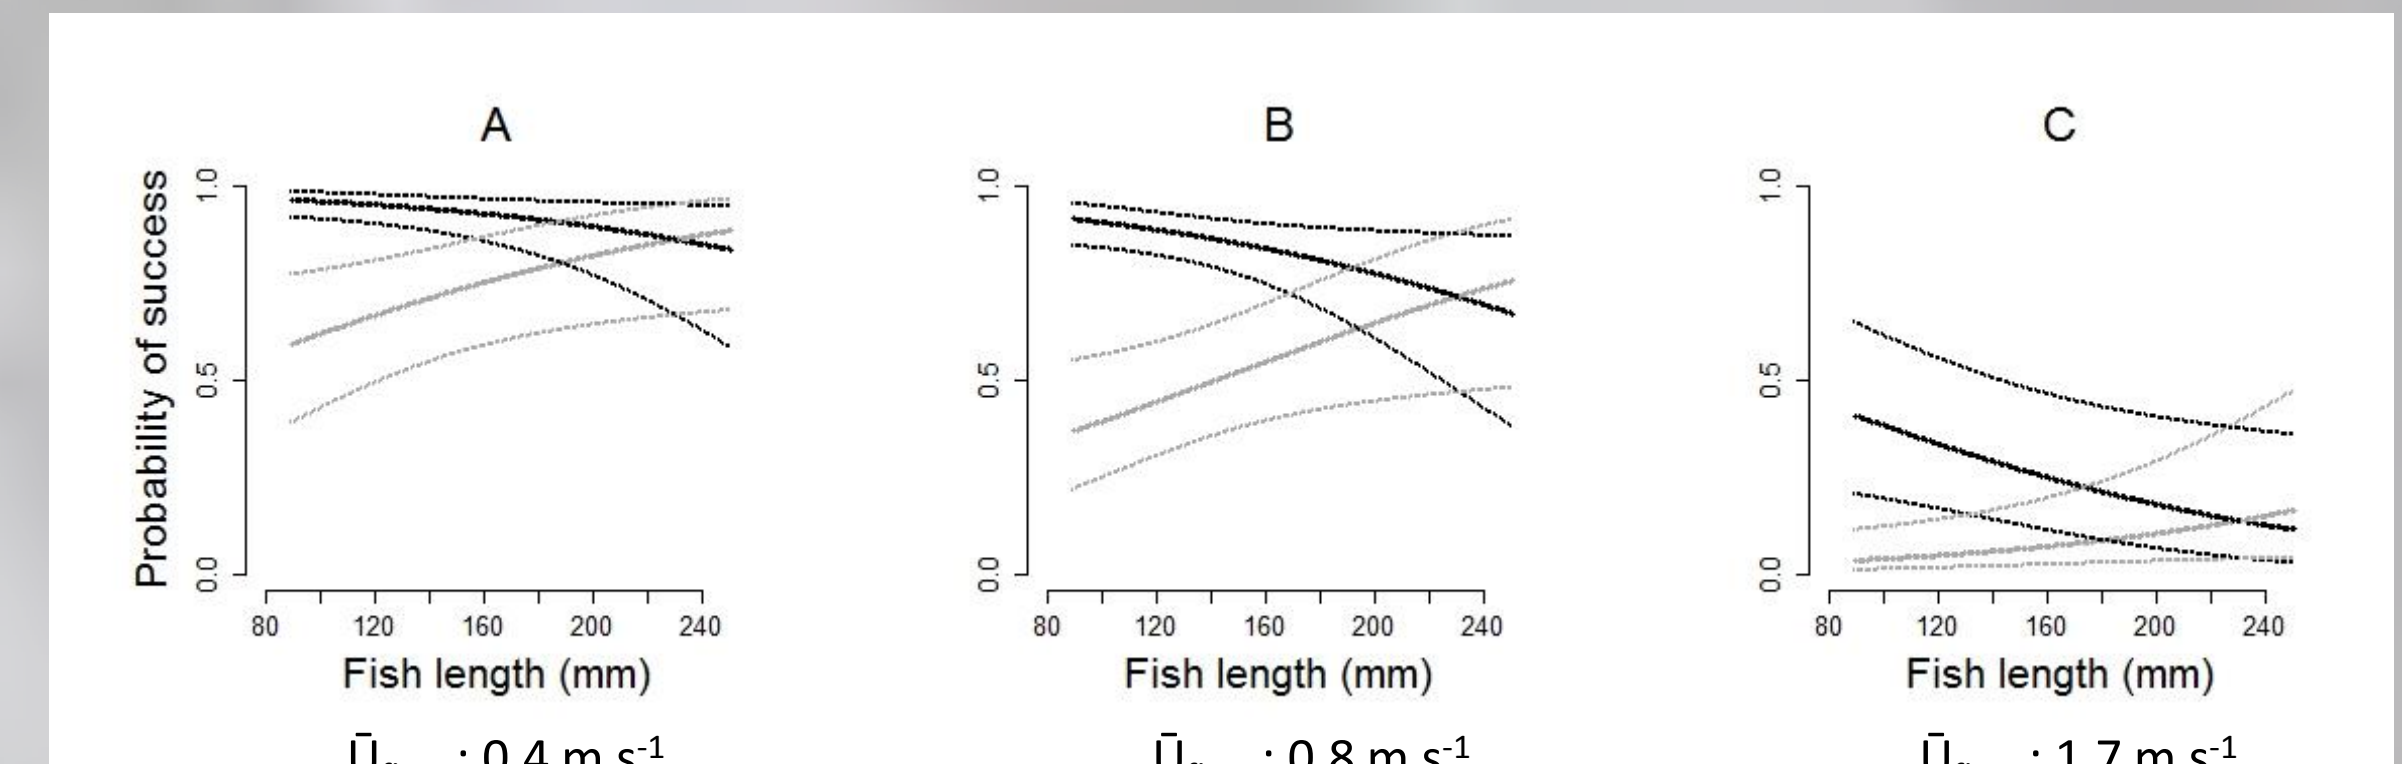 A
B
C
Probability of success
1.0
0.5
0.0
80 120 160 200 240
Fish length (mm)
1.0
0.5
0.0
80 120 160 200 240
Fish length (mm)
1.0
0.5
0.0
80 120 160 200 240
Fish length (mm)
: 0.4 m s-1
: 0.8 m s-1
: 1.7 m s-1